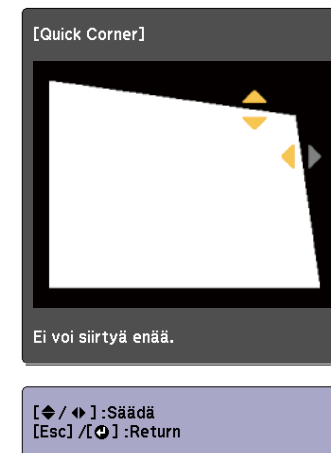 [Quick Corner]
Ei voi siirtyä enää.
[ / ] :Säädä
[Esc] /[ ] :Return